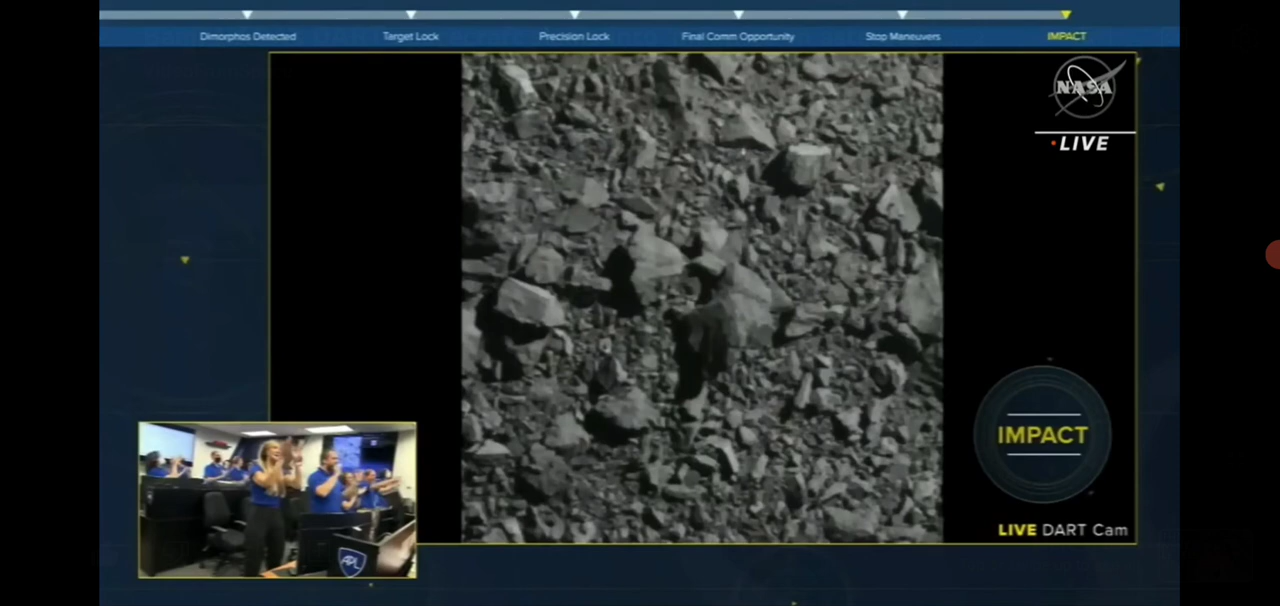 Dimorphos Detected
Target Lock
Precision Lock
Final Comm Opportunity
Stop Maneuvers
IMPACT
NASA
LIVE
IMPACT
LIVE DART Cam
APL